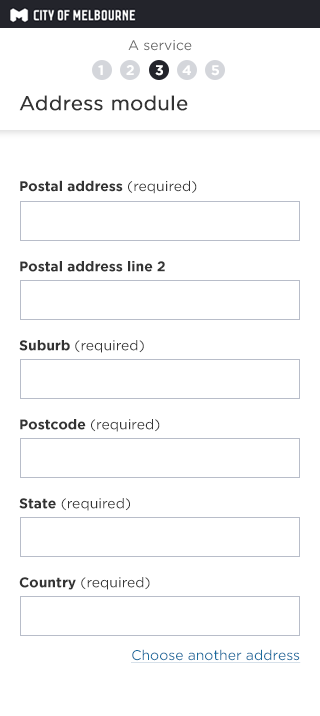 CITY OF MELBOURNE
A service
1 2 3 4 5
Address module
Postal address (required)
Postal address line 2
Suburb (required)
Postcode (required)
State (required)
Country (required)
Choose another address